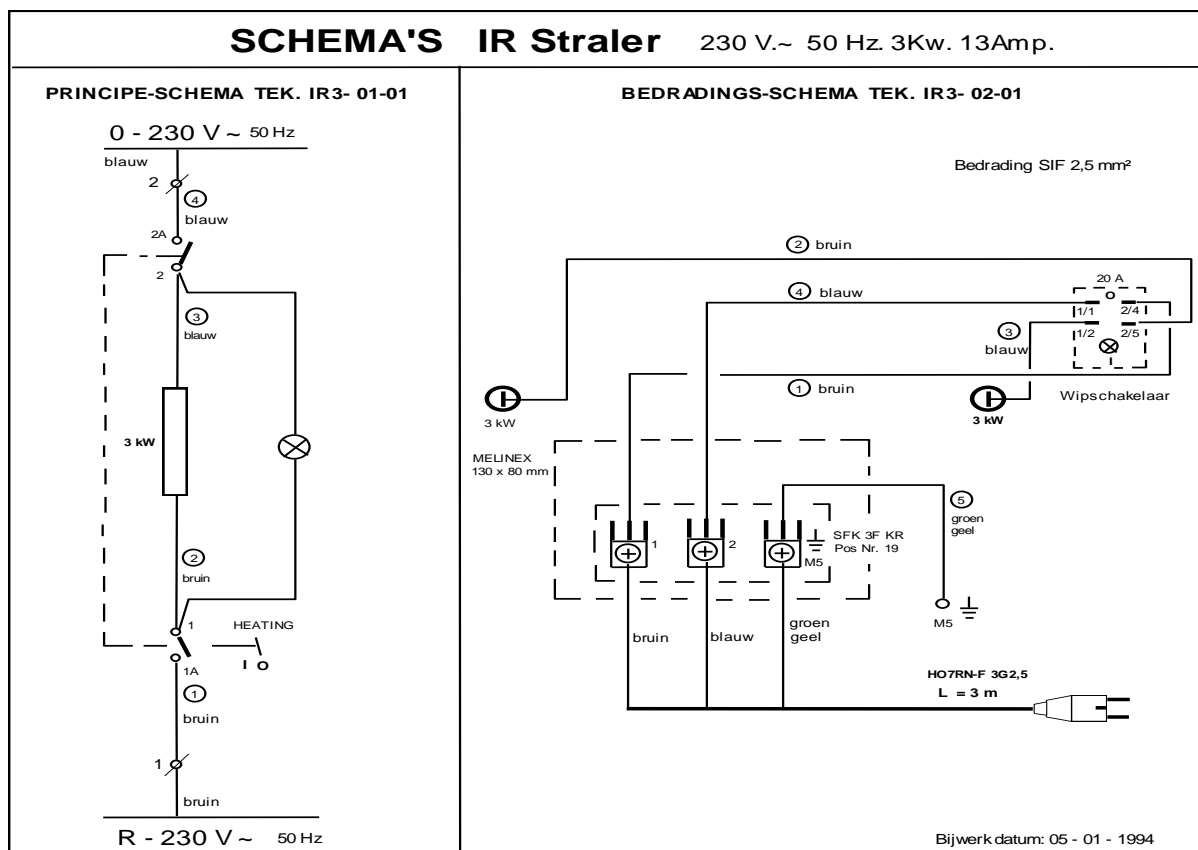 SCHEMA'S IR Straler 230 V.~ 50 Hz. 3Kw. 13Amp.
PRINCIPE-SCHEMA TEK. IR3- 01-01
0 - 230 V ~ 50 Hz
blauw
2
4
blauw
2A
2
3
blauw
3 kW
2
bruin
1
HEATING
I O
1A
1
bruin
1
bruin
R - 230 V ~ 50 Hz
BEDRADINGS-SCHEMA TEK. IR3- 02-01
Bedrading SIF 2,5 mm²
2 bruin
4 blauw
20 A
1/1 2/4
3
1/2 2/5
blauw
1 bruin
Wipschakelaar
3 kW
3 kW
MELINEX
130 x 80 mm
5
groen
geel
1
2
SFK 3F KR
Pos Nr. 19
M5
M5
bruin
blauw
groen
geel
HO7RN-F 3G2,5
L = 3 m
Bijwerk datum: 05 - 01 - 1994